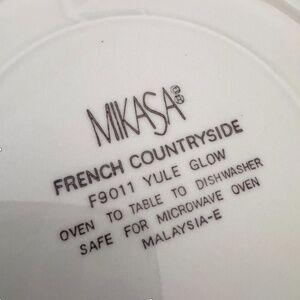 MIKASA
FRENCH COUNTRYSIDE
F9011 YULE GLOW
OVEN TO TABLE TO DISHWASHER
SAFE FOR MICROWAVE OVEN
MALAYSIA-E